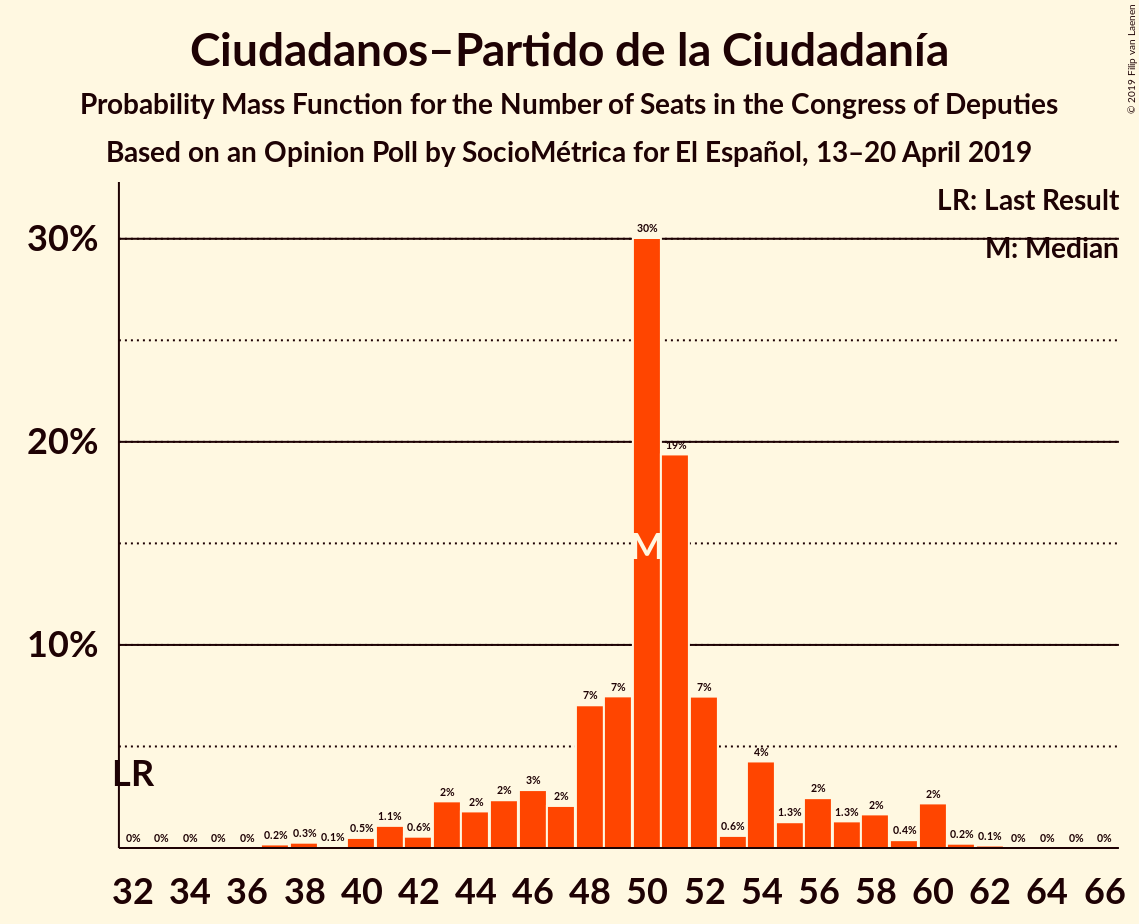 Ciudadanos–Partido de la Ciudadanía
Probability Mass Function for the Number of Seats in the Congress of Deputies
Based on an Opinion Poll by SocioMétrica for El Español, 13–20 April 2019
© 2019 Filip van Laenen
LR: Last Result
M: Median
30%
20%
10%
LR
M
0% 0% 0% 0% 0% 0.2% 0.3% 0.1% 0.5% 1.1% 0.6% 2% 2% 2% 3% 2% 7% 7% 30% 19% 7% 0.6% 4% 1.3% 2% 1.3% 2% 0.4% 2% 0.2% 0.1% 0% 0% 0% 0%
32 34 36 38 40 42 44 46 48 50 52 54 56 58 60 62 64 66